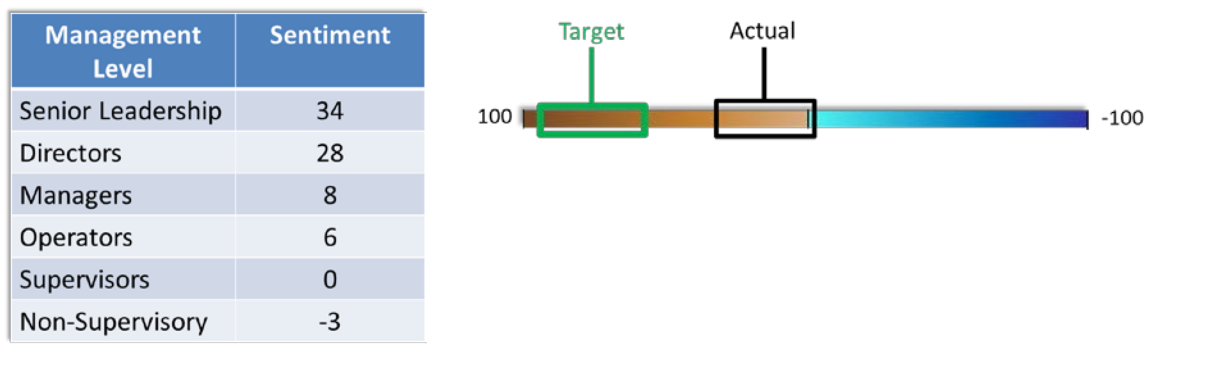 Management Level Sentiment
Senior Leadership 34
Directors 28
Managers 8
Operators 6
Supervisors 0
Non-Supervisory -3
Target Actual
100 -100